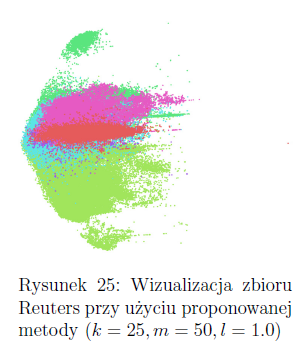 Rysunek 25: Wizualizacja zbioru
Reuters przy użyciu proponowanej
metody (k = 25, m = 50, l = 1.0)